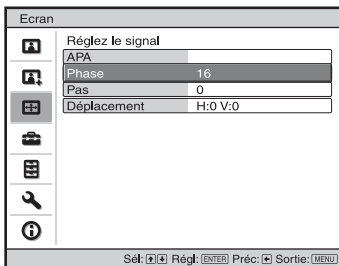 Ecran
Réglez le signal
APA
Phase 16
Pas 0
Déplacement H:0 V:0
Sél: Régl: ENTER Préc: Sortie: MENU